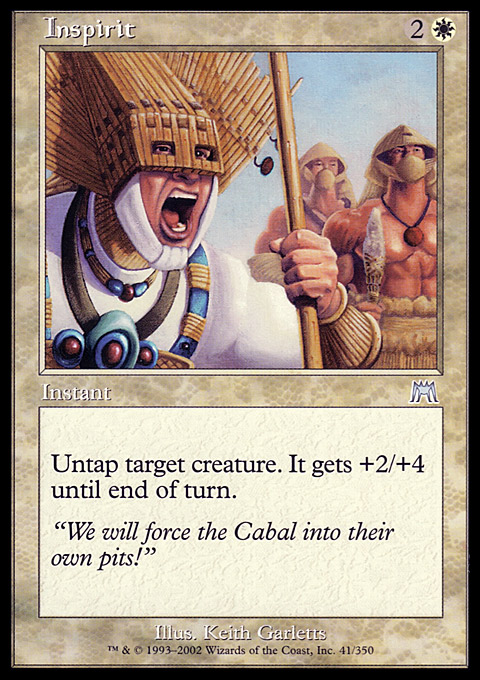 Inspirit 2
Instant
Untap target creature. It gets +2/+4
until end of turn.
“We will force the Cabal into their
own pits!”
Illus. Keith Garletts
™ & © 1993–2002 Wizards of the Coast, Inc. 41/350